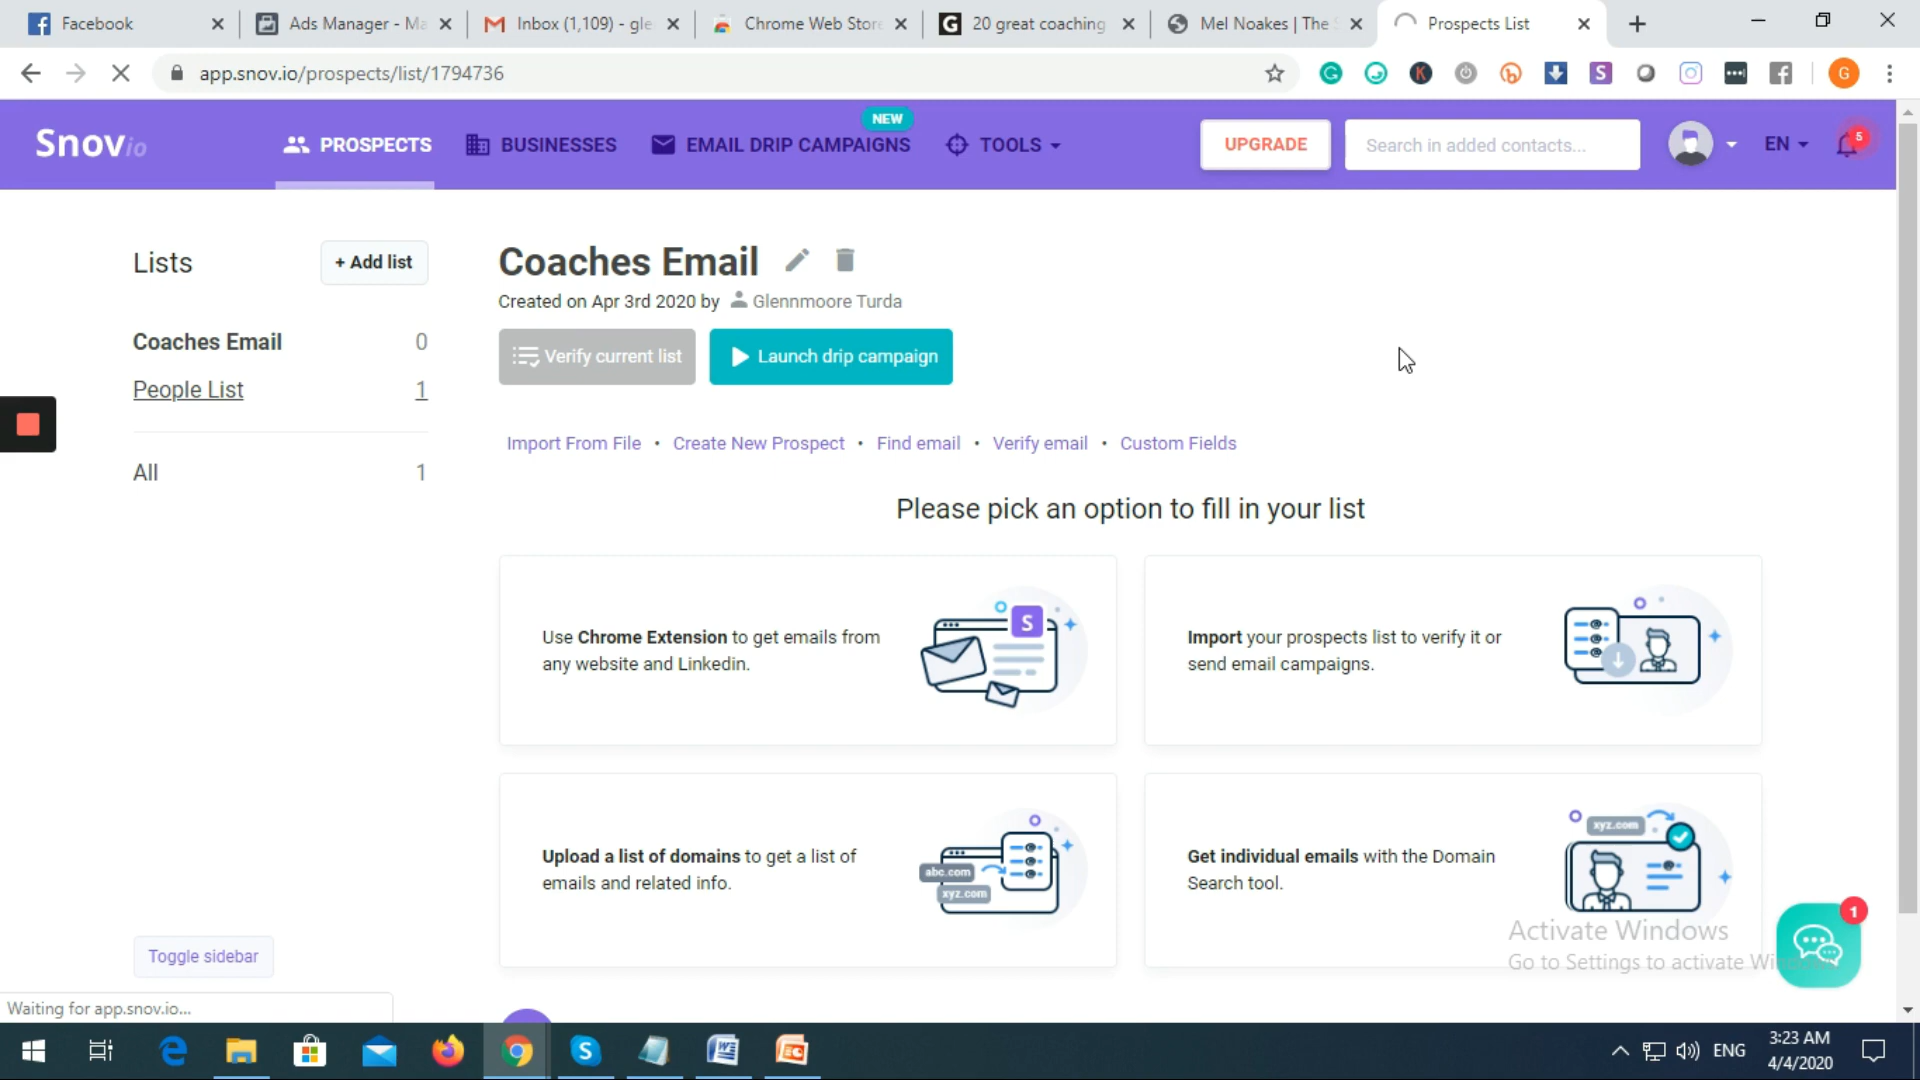 Facebook
Ads Manager - Ma
Inbox (1,109) - gle
Chrome Web Store
20 great coaching
Mel Noakes | The S
Prospects List
app.snov.io/prospects/list/1794736
Snovio
PROSPECTS
BUSINESSES
EMAIL DRIP CAMPAIGNS
NEW
TOOLS
UPGRADE
Search in added contacts...
EN
5
Lists
+ Add list
Coaches Email 0
People List 1
All 1
Coaches Email
Created on Apr 3rd 2020 by Glennmoore Turda
Verify current list
Launch drip campaign
Import From File • Create New Prospect • Find email • Verify email • Custom Fields
Please pick an option to fill in your list
Use Chrome Extension to get emails from
any website and Linkedin.
S
Import your prospects list to verify it or
send email campaigns.
Upload a list of domains to get a list of
emails and related info.
abc.com
xyz.com
Get individual emails with the Domain
Search tool.
xyz.com
Activate Windows
Go to Settings to activate Wi
1
Toggle sidebar
Waiting for app.snov.io...
ENG
3:23 AM
4/4/2020